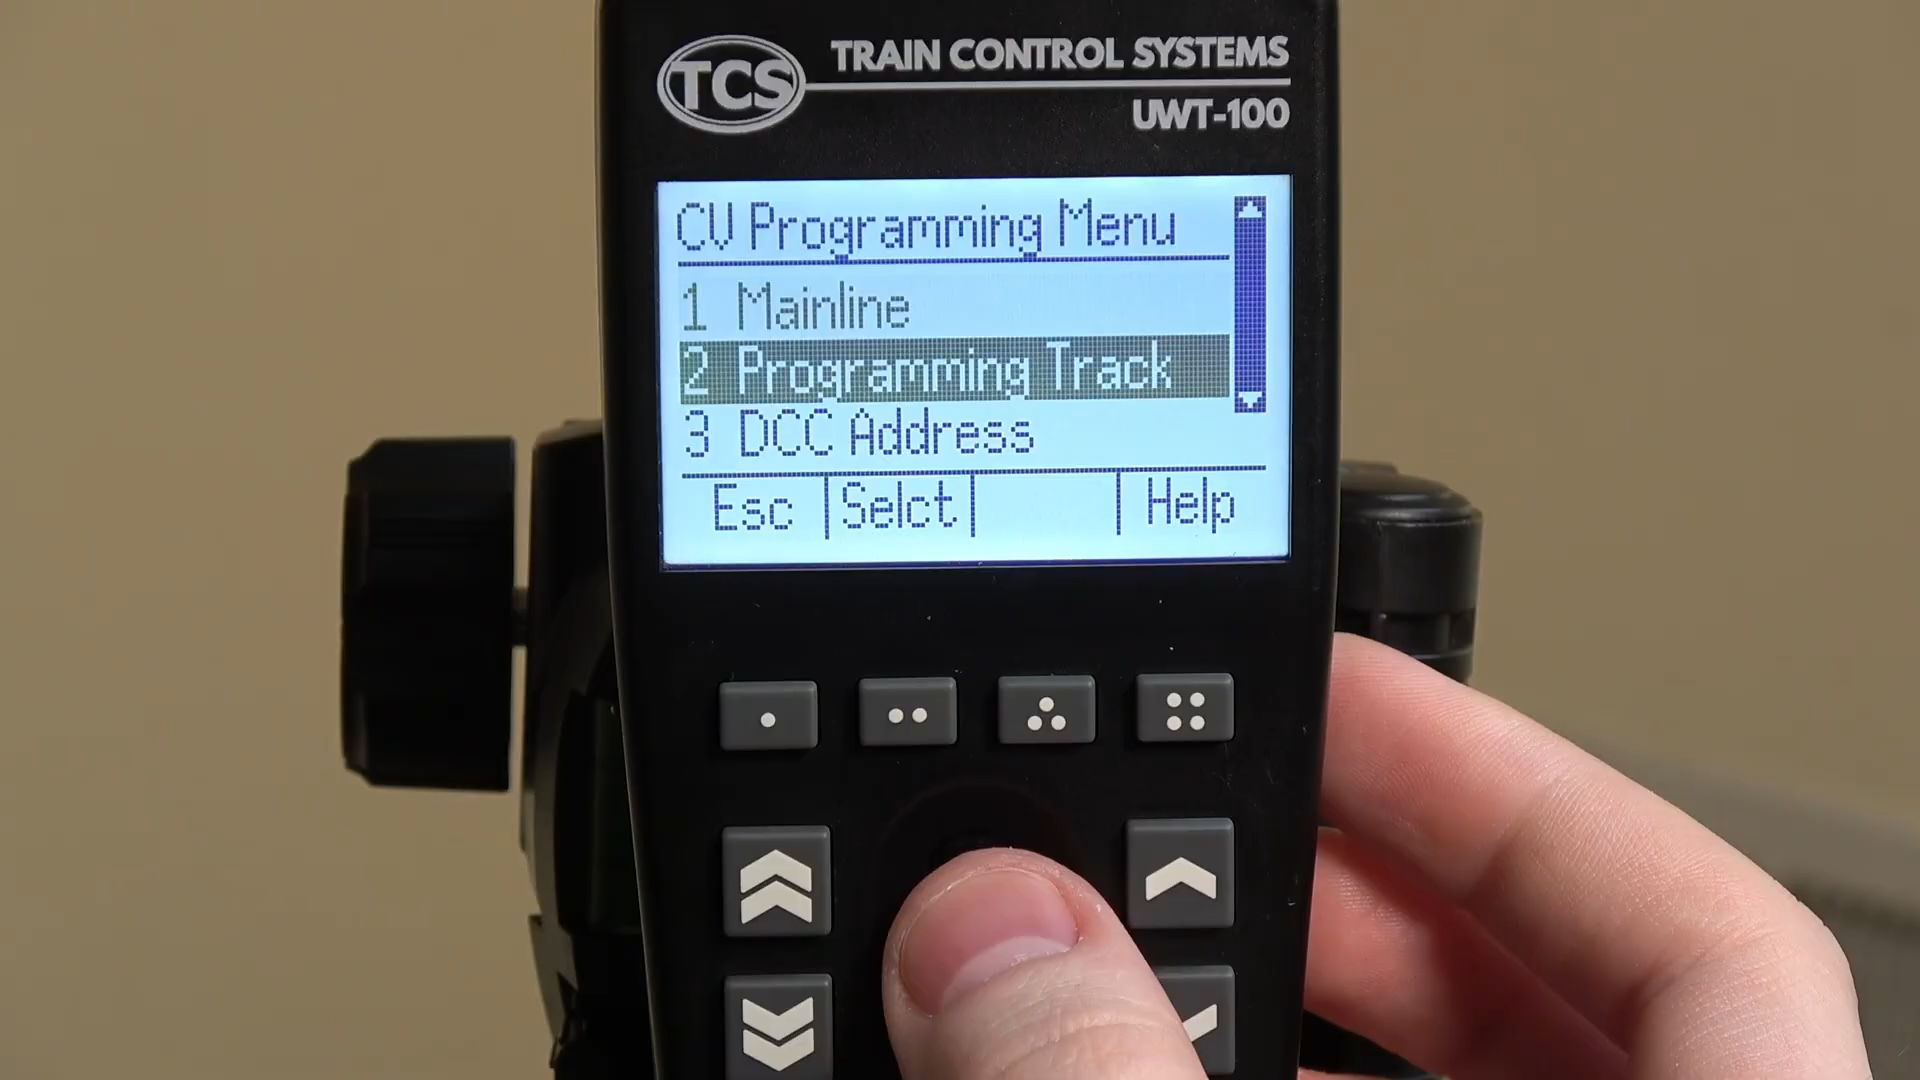 TCS
TRAIN CONTROL SYSTEMS
UWT-100
CV Programming Menu
1 Mainline
2 Programming Track
3 DCC Address
Esc | Selct | | Help